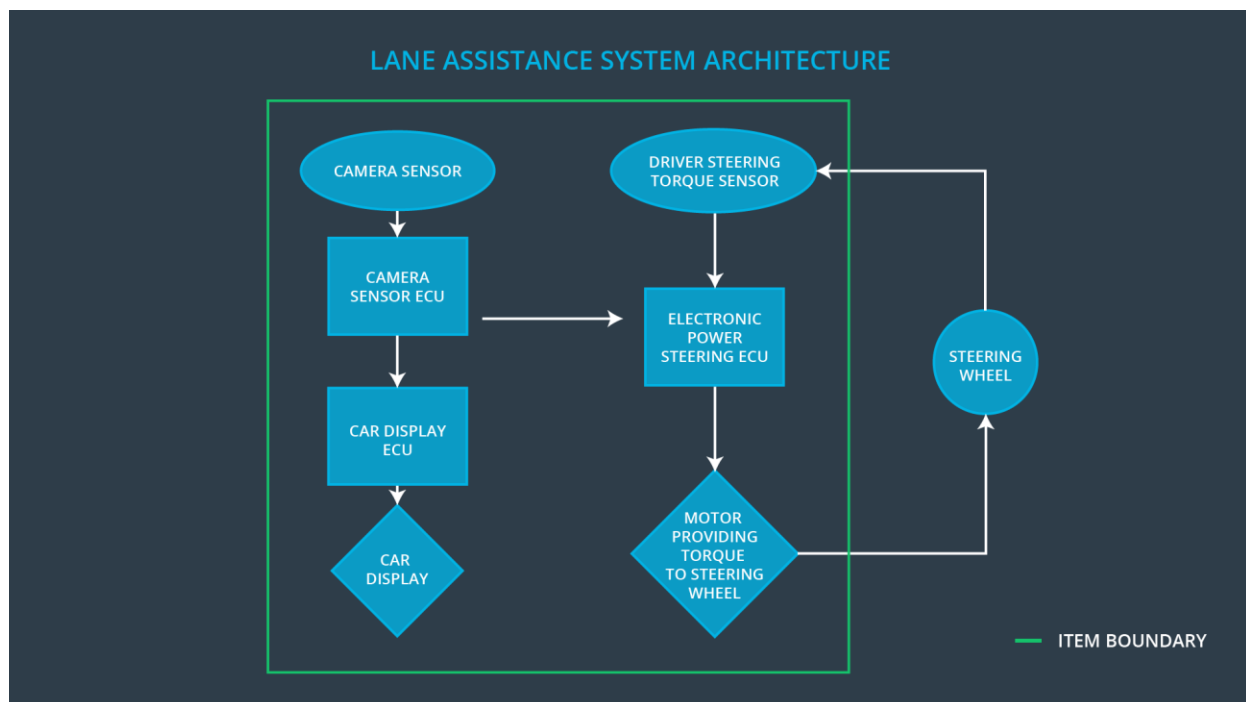 LANE ASSISTANCE SYSTEM ARCHITECTURE
CAMERA SENSOR
CAMERA
SENSOR ECU
CAR DISPLAY
ECU
CAR
DISPLAY
DRIVER STEERING
TORQUE SENSOR
ELECTRONIC
POWER
STEERING ECU
MOTOR
PROVIDING
TORQUE
TO STEERING
WHEEL
STEERING
WHEEL
ITEM BOUNDARY